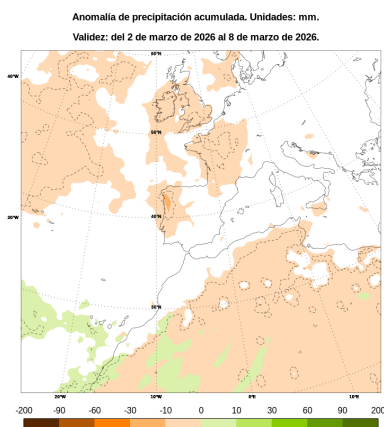 Anomalía de precipitación acumulada. Unidades: mm.
Validez: del 2 de marzo de 2026 al 8 de marzo de 2026.
60°N
40°W
50°N
30°W
40°N
30°N
20°W
10°W
0°E
10°E
-200 -90 -60 -30 -10 0 10 30 60 90 200